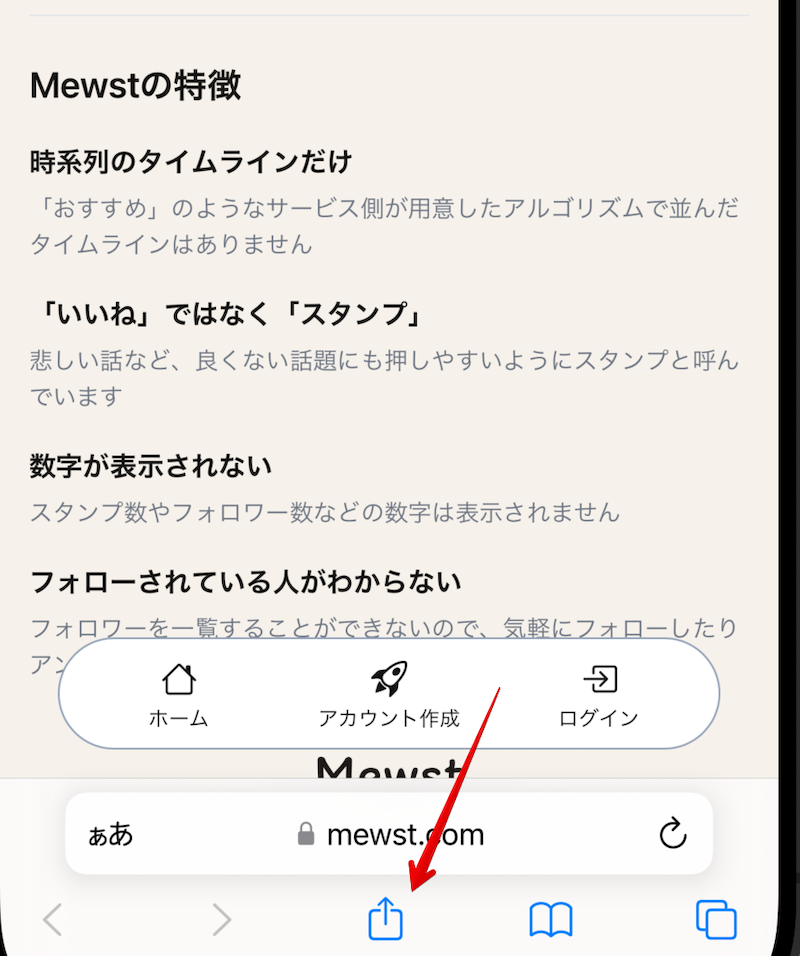 Mewstの特徴
時系列のタイムラインだけ
「おすすめ」のようなサービス側が用意したアルゴリズムで並んだ
タイムラインはありません
「いいね」ではなく「スタンプ」
悲しい話など、良くない話題にも押しやすいようにスタンプと呼ん
でいます
数字が表示されない
スタンプ数やフォロワー数などの数字は表示されません
フォローされている人がわからない
フォロワーを一覧することができないので、気軽にフォローしたり
アン
ホーム
アカウント作成
ログイン
Mewst
ぁあ
mewst.com